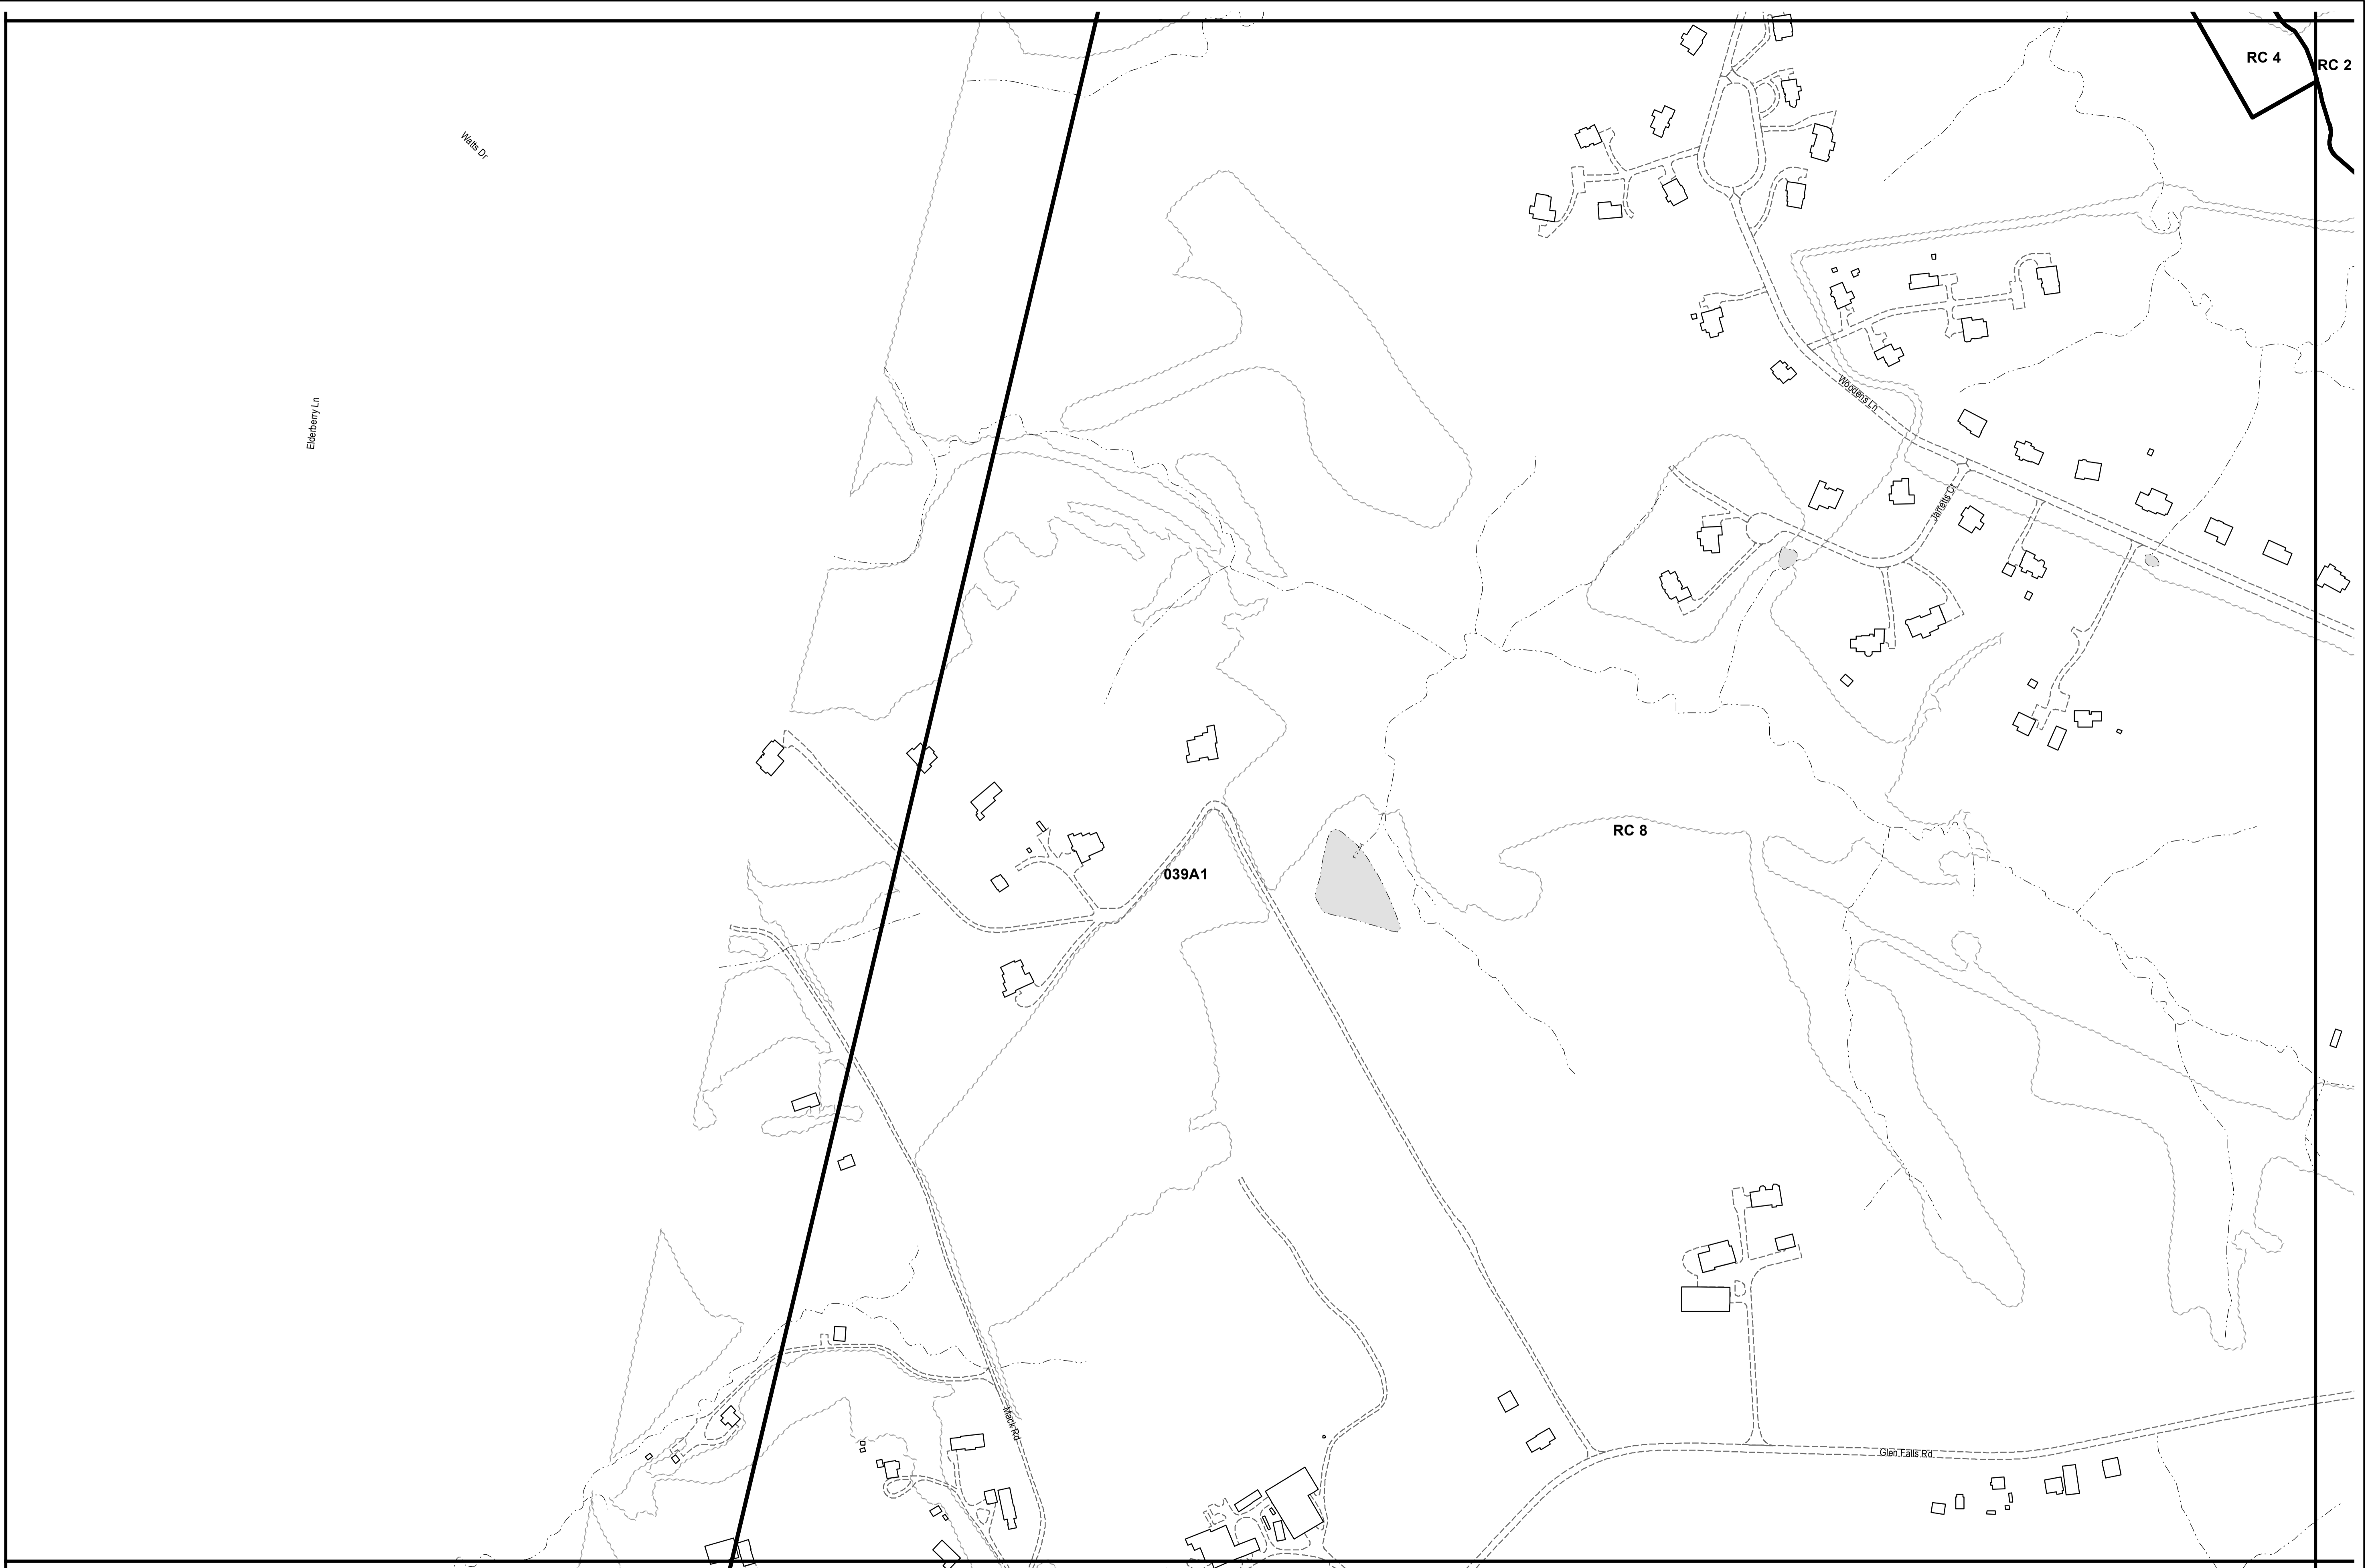 RC 4
RC 2
Watts Dr
Elderberry Ln
Woodens Ln
Jarretts Ct
RC 8
039A1
Mack Rd
Glen Falls Rd